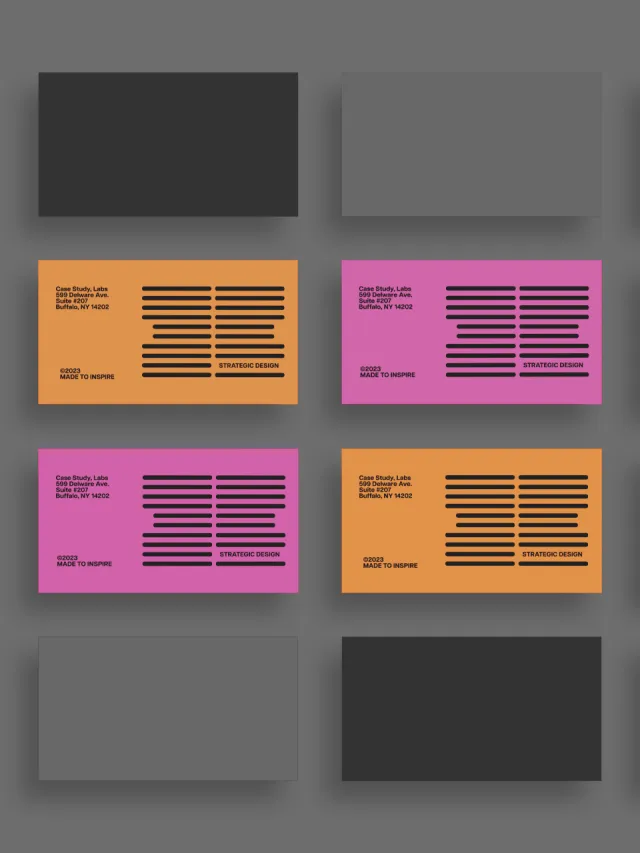 Case Study, Labs
599 Delware Ave.
Suite #207
Buffalo, NY 14202
STRATEGIC DESIGN
©2023
MADE TO INSPIRE
Case Study, Labs
599 Delware Ave.
Suite #207
Buffalo, NY 14202
STRATEGIC DESIGN
©2023
MADE TO INSPIRE
Case Study, Labs
599 Delware Ave.
Suite #207
Buffalo, NY 14202
STRATEGIC DESIGN
©2023
MADE TO INSPIRE
Case Study, Labs
599 Delware Ave.
Suite #207
Buffalo, NY 14202
STRATEGIC DESIGN
©2023
MADE TO INSPIRE